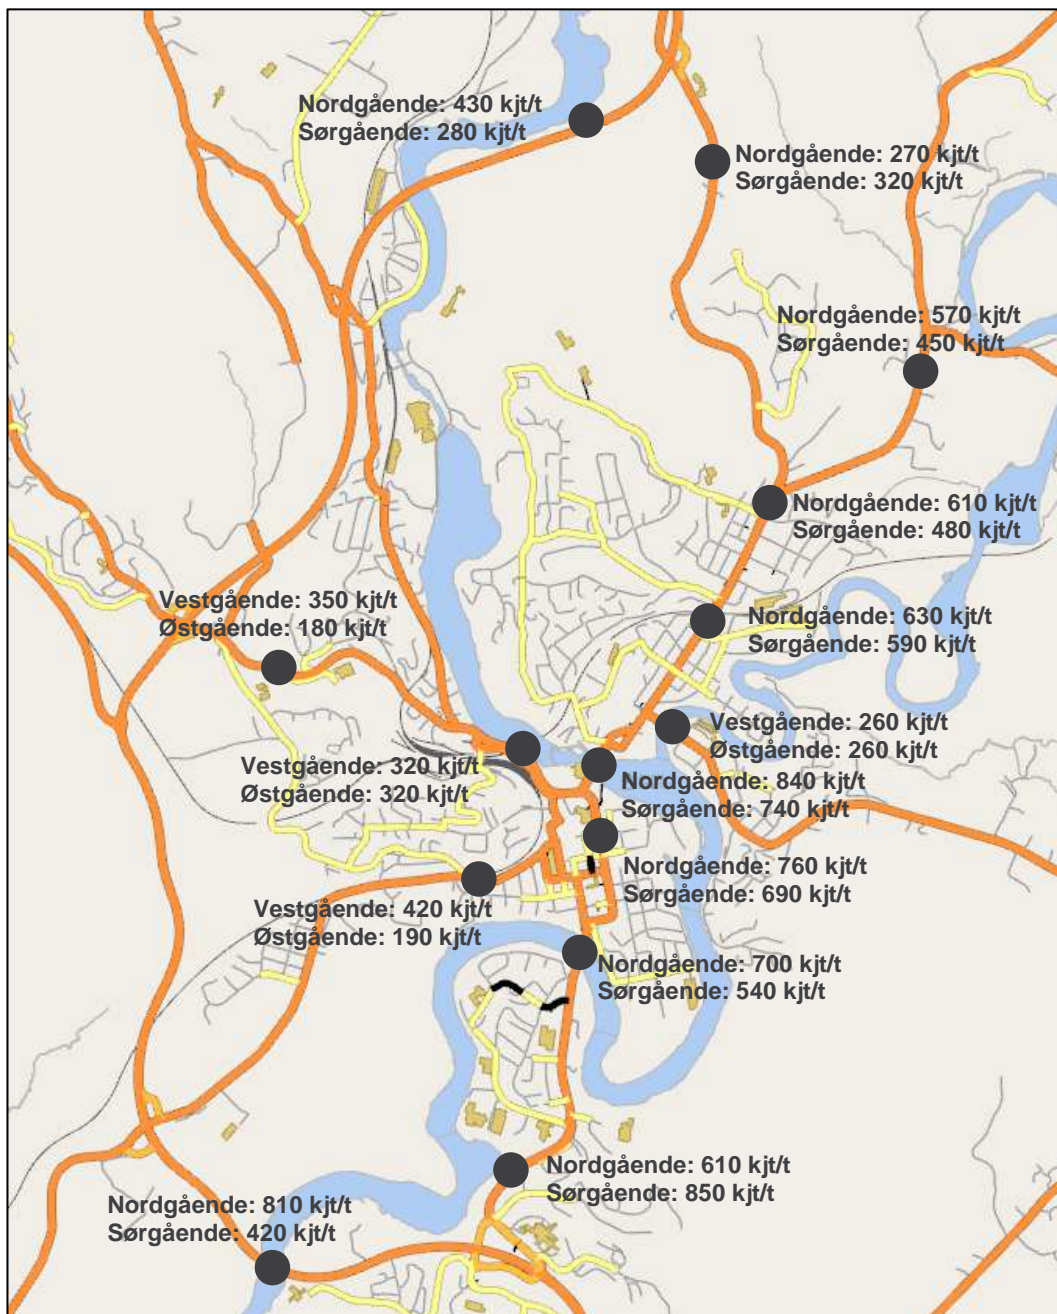 Nordgående: 430 kjt/t
Sørgående: 280 kjt/t
Nordgående: 270 kjt/t
Sørgående: 320 kjt/t
Nordgående: 570 kjt/t
Sørgående: 450 kjt/t
Nordgående: 610 kjt/t
Sørgående: 480 kjt/t
Vestgående: 350 kjt/t
Østgående: 180 kjt/t
Nordgående: 630 kjt/t
Sørgående: 590 kjt/t
Vestgående: 260 kjt/t
Østgående: 260 kjt/t
Vestgående: 320 kjt/t
Østgående: 320 kjt/t
Nordgående: 840 kjt/t
Sørgående: 740 kjt/t
Nordgående: 760 kjt/t
Sørgående: 690 kjt/t
Vestgående: 420 kjt/t
Østgående: 190 kjt/t
Nordgående: 700 kjt/t
Sørgående: 540 kjt/t
Nordgående: 610 kjt/t
Sørgående: 850 kjt/t
Nordgående: 810 kjt/t
Sørgående: 420 kjt/t